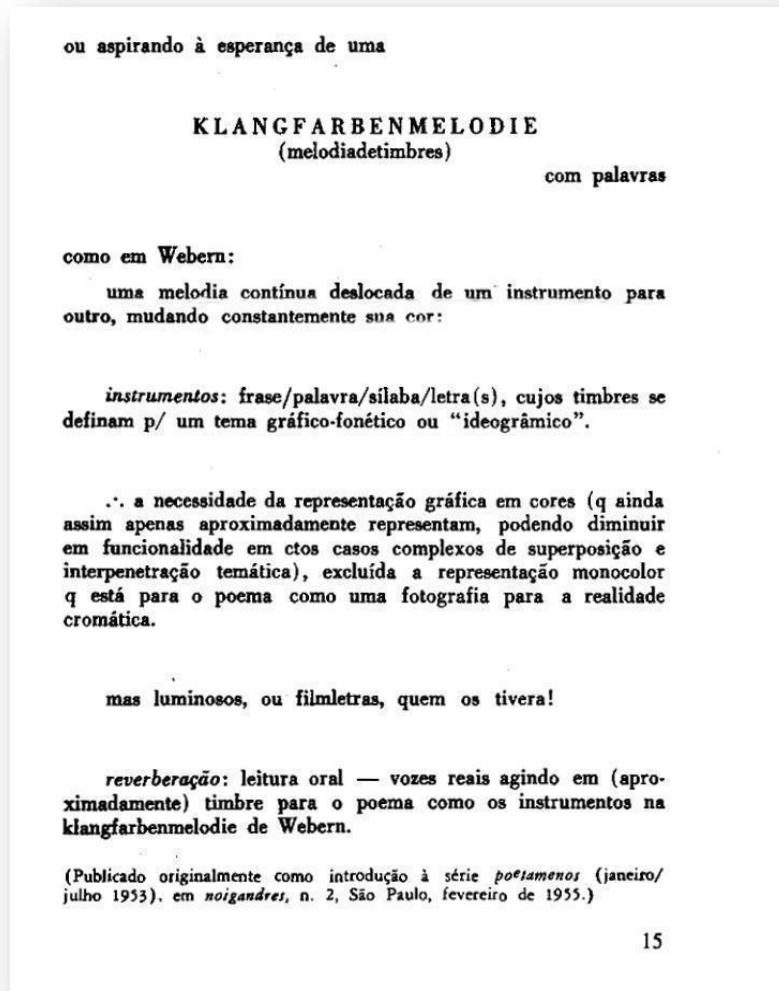 ou aspirando à esperança de uma
KLANGFARBENMELODIE
(melodiadetimbres)
com palavras
como em Webern:
uma melodia contínua deslocada de um instrumento para
outro, mudando constantemente sua cor:
instrumentos: frase/palavra/sílaba/letra(s), cujos timbres se
definam p/ um tema gráfico-fonético ou “ideogrâmico”.
.·. a necessidade da representação gráfica em cores (q ainda
assim apenas aproximadamente representam, podendo diminuir
em funcionalidade em ctos casos complexos de superposição e
interpenetração temática), excluída a representação monocolor
q está para o poema como uma fotografia para a realidade
cromática.
mas luminosos, ou filmletras, quem os tivera!
reverberação: leitura oral — vozes reais agindo em (apro-
ximadamente) timbre para o poema como os instrumentos na
klangfarbenmelodie de Webern.
(Publicado originalmente como introdução à série poetamenos (janeiro/
julho 1953), em noigandres, n. 2, São Paulo, fevereiro de 1955.)
15